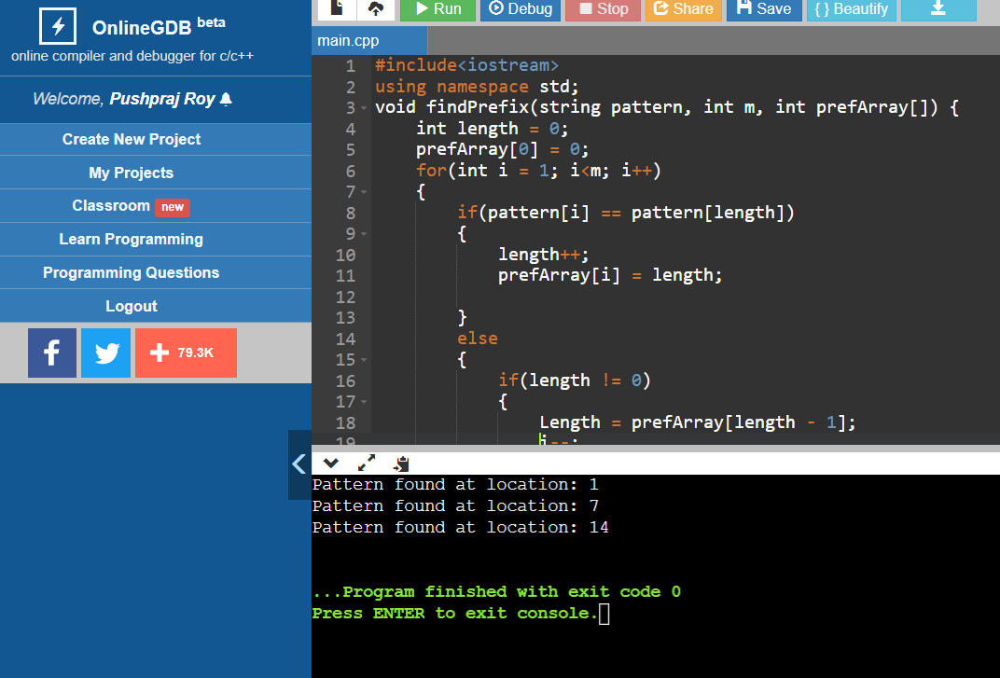 OnlineGDB beta
online compiler and debugger for c/c++
Welcome, Pushpraj Roy
Create New Project
My Projects
Classroom new
Learn Programming
Programming Questions
Logout
79.3K
Run Debug Stop Share Save { } Beautify
main.cpp
1 #include<iostream>
2 using namespace std;
3 void findPrefix(string pattern, int m, int prefArray[]) {
4 int length = 0;
5 prefArray[0] = 0;
6 for(int i = 1; i<m; i++)
7 {
8 if(pattern[i] == pattern[length])
9 {
10 length++;
11 prefArray[i] = length;
12
13 }
14 else
15 {
16 if(length != 0)
17 {
18 Length = prefArray[length - 1];
19 i--;
Pattern found at location: 1
Pattern found at location: 7
Pattern found at location: 14
...Program finished with exit code 0
Press ENTER to exit console.